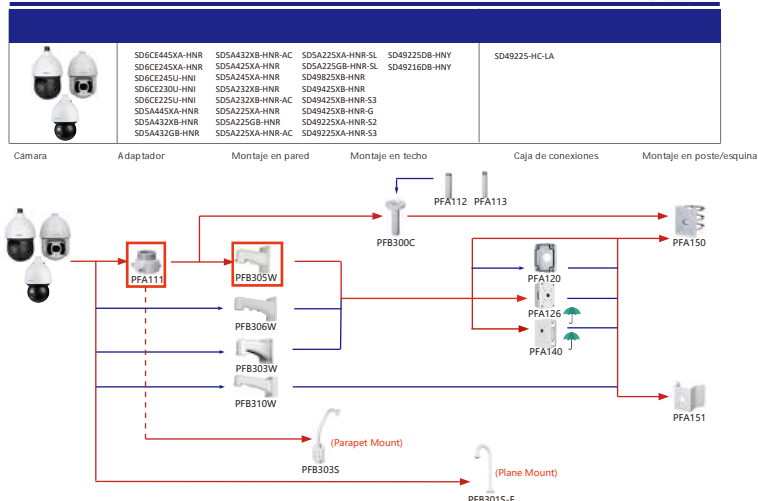 SD6CE445XA-HNR SD5A432XB-HNR-AC SD5A225XA-HNR-SL SD49225DB-HNY SD49225-HC-LA
SD6CE245XA-HNR SD5A445XA-HNR SD5A225GB-HNR-SL SD49216DB-HNY
SD6CE245U-HNI SD5A245XA-HNR SD49825XB-HNR
SD6CE230U-HNI SD5A232XB-HNR SD49425XB-HNR
SD6CE225U-HNI SD5A232XB-HNR-AC SD49425XB-HNR-S3
SD5A445XA-HNR SD5A225XA-HNR SD49425XB-HNR-G
SD5A432XB-HNR SD5A225GB-HNR SD49225XA-HNR-S2
SD5A432GB-HNR SD5A225XA-HNR-AC SD49225XA-HNR-S3
Cámara Adaptador Montaje en pared Montaje en techo Caja de conexiones Montaje en poste/esquina
PFA112 PFA113
PFB300C
PFA150
PFA111
PFB305W
PFA120
PFA126
PFB306W
PFA140
PFB303W
PFB310W
PFA151
(Parapet Mount)
PFB303S
(Plane Mount)
PFB301S-E